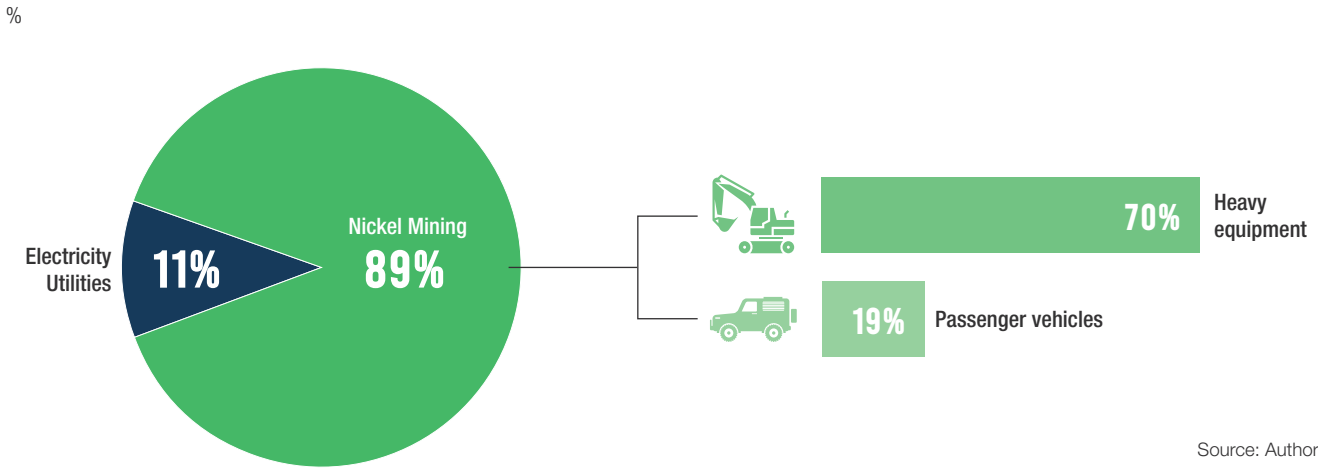 %
Electricity
Utilities
11%
Nickel Mining
89%
70%
Heavy
equipment
19%
Passenger vehicles
Source: Author